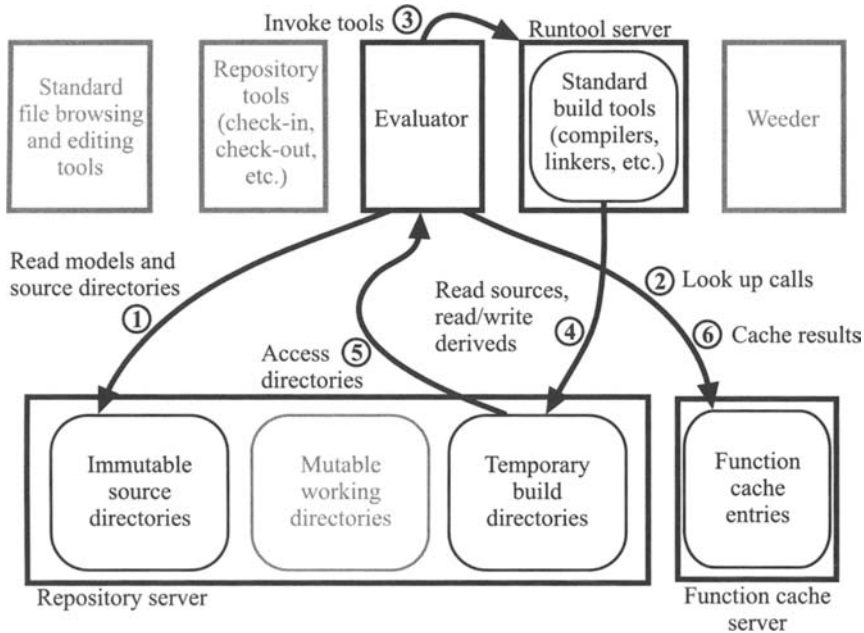 Invoke tools ③
Runtool server
Standard
file browsing
and editing
tools
Repository
tools
(check-in,
check-out,
etc.)
Evaluator
Standard
build tools
(compilers,
linkers, etc.)
Weeder
Read models and
source directories
①
Read sources,
read/write
deriveds
④
② Look up calls
⑥ Cache results
Access ⑤
directories
Immutable
source
directories
Mutable
working
directories
Temporary
build
directories
Function
cache
entries
Repository server
Function cache
server